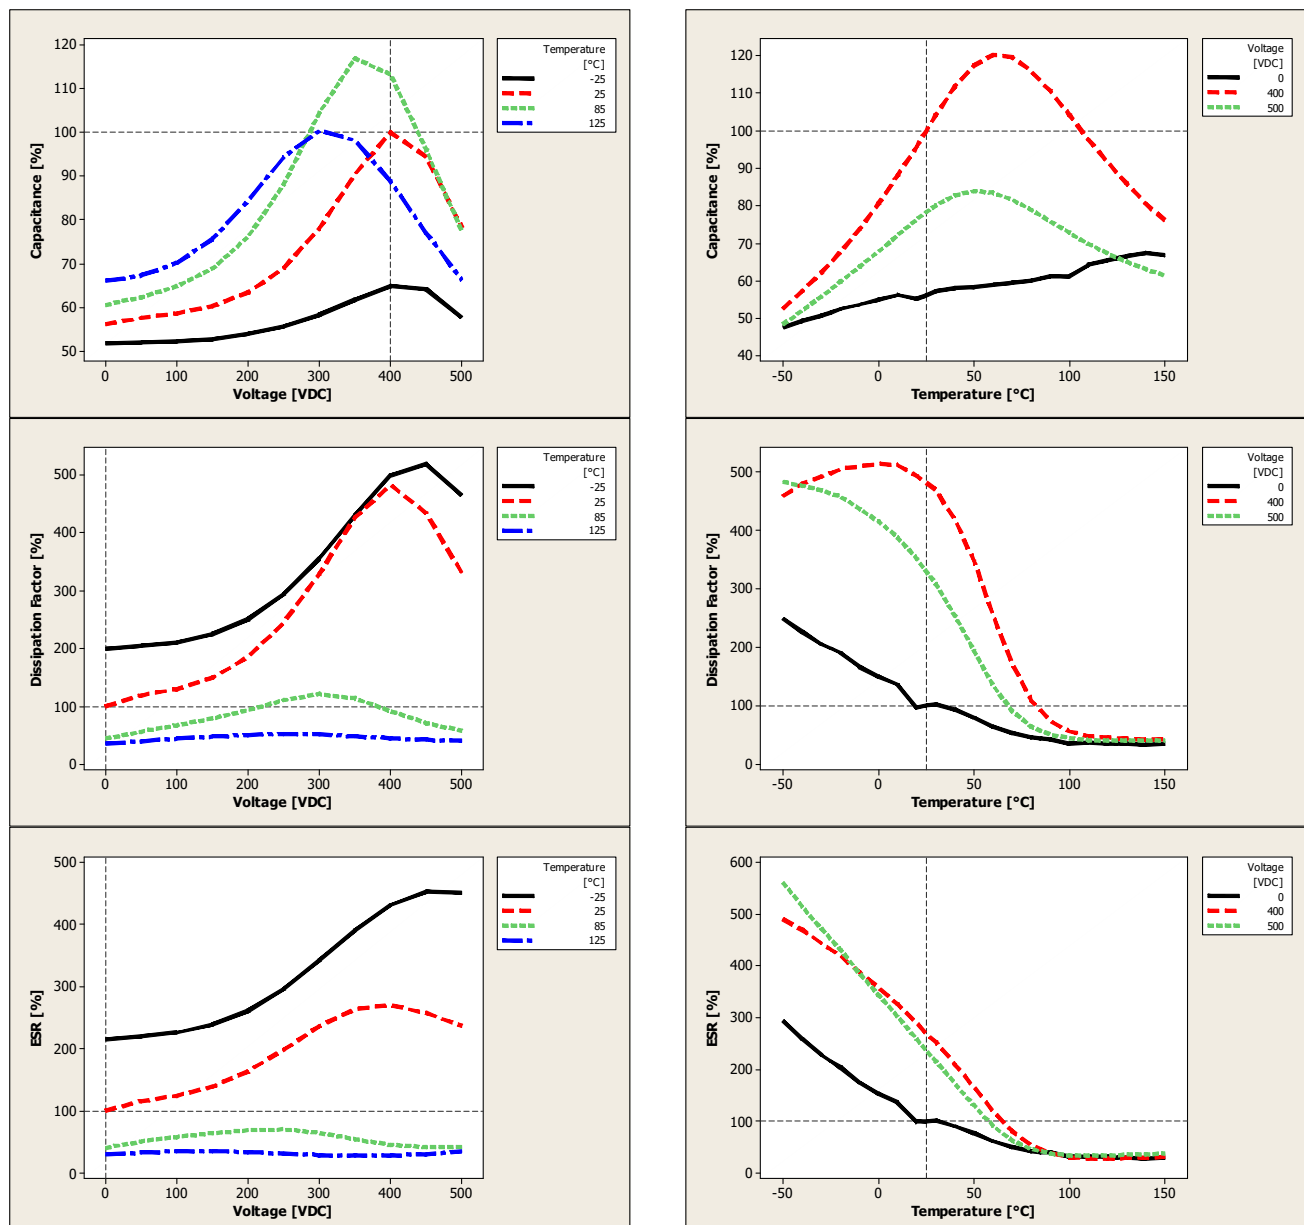 120
110
100
90
80
70
60
50
Capacitance [%]
0 100 200 300 400 500
Voltage [VDC]
Temperature
[°C]
-25
25
85
125
120
110
100
90
80
70
60
50
40
Capacitance [%]
-50 0 50 100 150
Temperature [°C]
Voltage
[VDC]
0
400
500
500
400
300
200
100
0
Dissipation Factor [%]
0 100 200 300 400 500
Voltage [VDC]
Temperature
[°C]
-25
25
85
125
500
400
300
200
100
0
Dissipation Factor [%]
-50 0 50 100 150
Temperature [°C]
Voltage
[VDC]
0
400
500
500
400
300
200
100
0
ESR [%]
0 100 200 300 400 500
Voltage [VDC]
Temperature
[°C]
-25
25
85
125
600
500
400
300
200
100
0
ESR [%]
-50 0 50 100 150
Temperature [°C]
Voltage
[VDC]
0
400
500